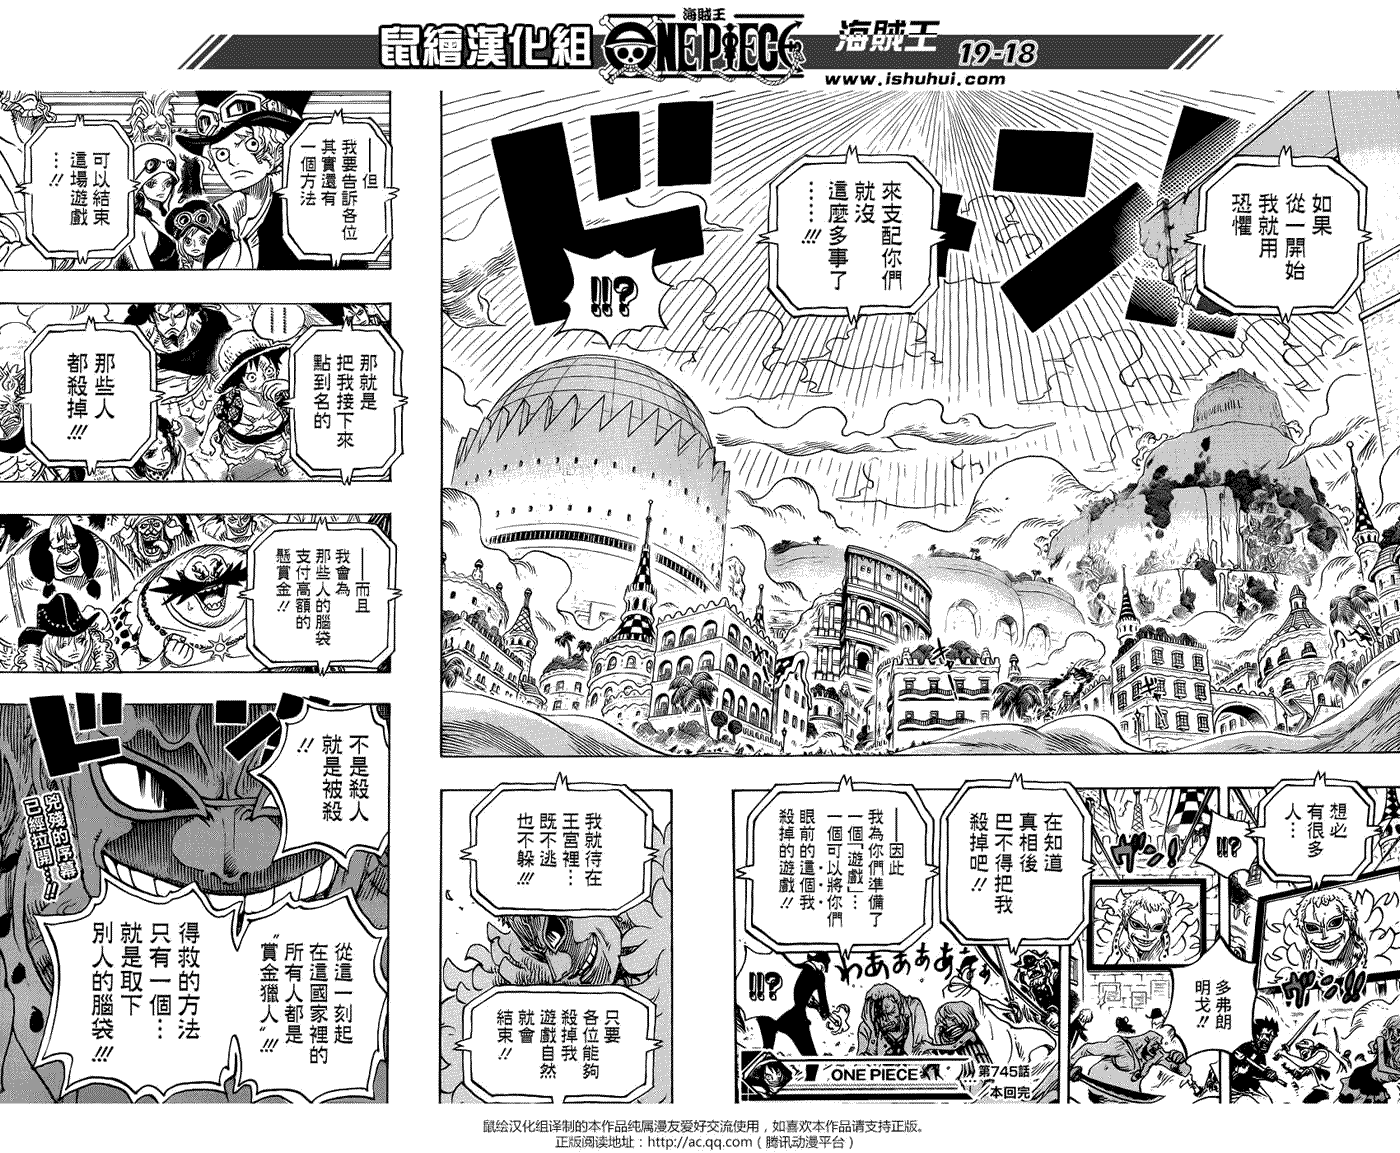 鼠繪漢化組
海賊王
ONE PIECE
海賊王
19-18
www.ishuhui.com
如果
從一開始
我就用
恐懼
來支配你們
就沒
這麼多事了
……!!!
ドン
!!?
想必
有很多
人…
!!?
多弗朗
明戈!!
在知道
真相後
巴不得把我
殺掉吧!!
——因此
我為你們準備了
一個「遊戲」…
一個可以將你們
眼前的這個我
殺掉的遊戲!!
わあああああ
!!?
我就待在
王宮裡…
既不逃
也不躲
!!!
只要
各位能夠
殺掉我
遊戲自然
就會
結束!!
——但
我要告訴各位
其實還有
一個方法
可以結束
這場遊戲
…!!
那就是
把我接下來
點到名的
那些人
都殺掉!!!
——而且
我會為
那些人的腦袋
支付高額的
懸賞金!!
不是殺人
就是被殺
!!
ドン
從這一刻起
在這國家裡的
所有人都是
“賞金獵人”!!!
得救的方法
只有一個…
就是取下
別人的腦袋!!!
兇殘的序幕
已經拉開…!!
ONE PIECE
第745話
本回完
鼠绘汉化组译制的本作品纯属漫友爱好交流使用，如喜欢本作品请支持正版。
正版阅读地址：http://ac.qq.com（腾讯动漫平台）